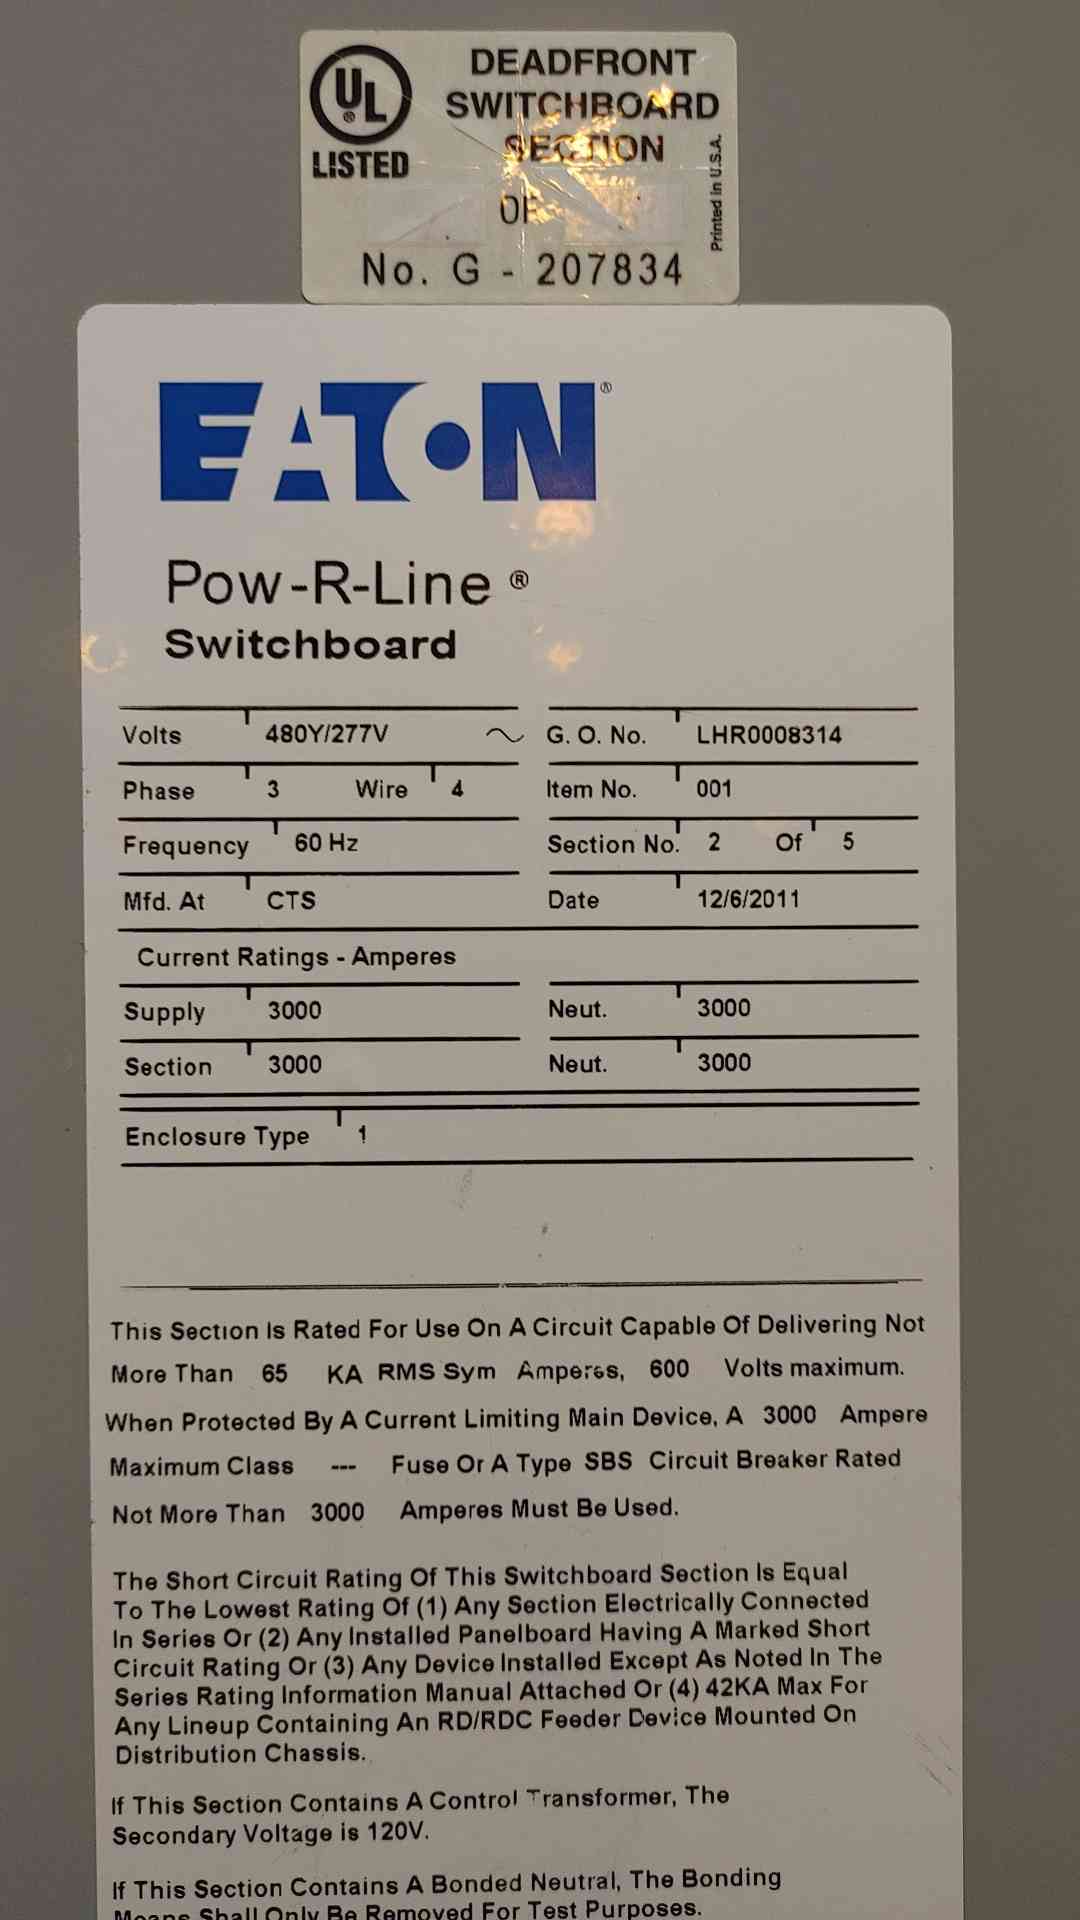 UL ®
LISTED
DEADFRONT
SWITCHBOARD
SECTION
OF
No. G - 207834
Printed in U.S.A.
EATON ®
Pow-R-Line ®
Switchboard
Volts 480Y/277V ~ G. O. No. LHR0008314
Phase 3 Wire 4 Item No. 001
Frequency 60 Hz Section No. 2 Of 5
Mfd. At CTS Date 12/6/2011
Current Ratings - Amperes
Supply 3000 Neut. 3000
Section 3000 Neut. 3000
Enclosure Type 1
This Section Is Rated For Use On A Circuit Capable Of Delivering Not
More Than 65 KA RMS Sym Amperes, 600 Volts maximum.
When Protected By A Current Limiting Main Device, A 3000 Ampere
Maximum Class --- Fuse Or A Type SBS Circuit Breaker Rated
Not More Than 3000 Amperes Must Be Used.
The Short Circuit Rating Of This Switchboard Section Is Equal
To The Lowest Rating Of (1) Any Section Electrically Connected
In Series Or (2) Any Installed Panelboard Having A Marked Short
Circuit Rating Or (3) Any Device Installed Except As Noted In The
Series Rating Information Manual Attached Or (4) 42KA Max For
Any Lineup Containing An RD/RDC Feeder Device Mounted On
Distribution Chassis.
If This Section Contains A Control Transformer, The
Secondary Voltage is 120V.
If This Section Contains A Bonded Neutral, The Bonding
Means Shall Only Be Removed For Test Purposes.